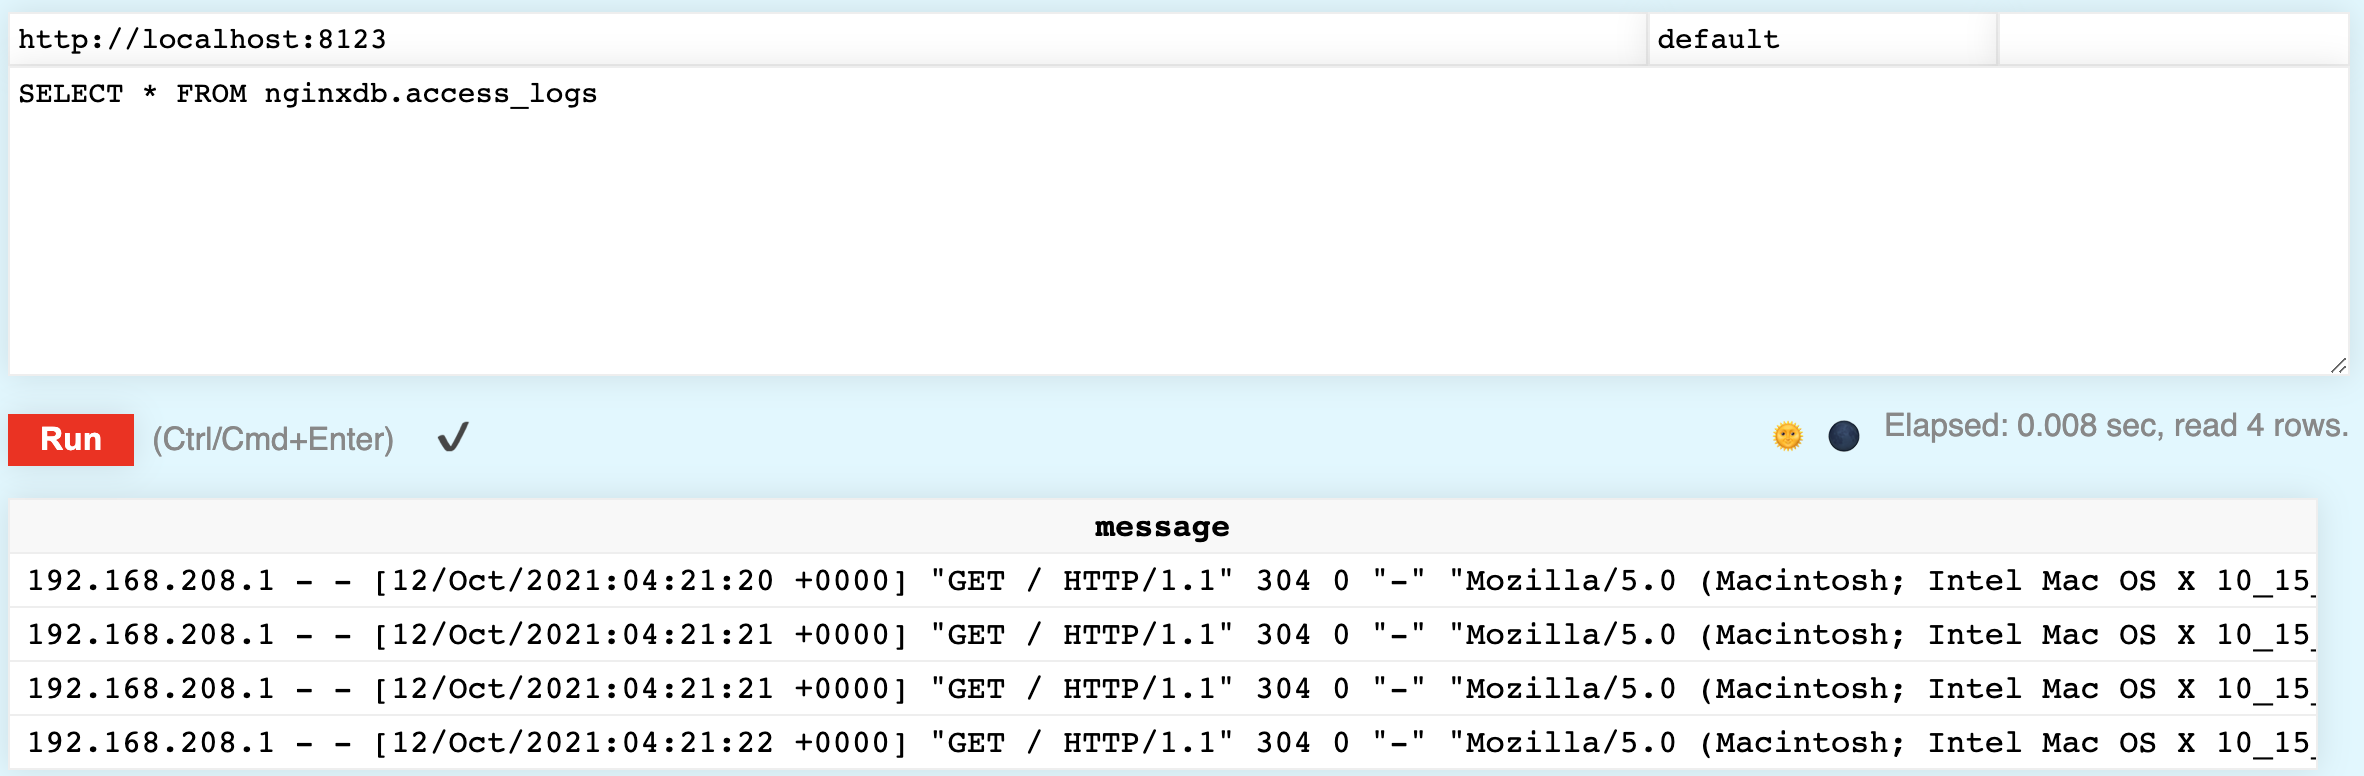 http://localhost:8123 default
SELECT * FROM nginxdb.access_logs
Run (Ctrl/Cmd+Enter) ✔ Elapsed: 0.008 sec, read 4 rows.
message
192.168.208.1 - - [12/Oct/2021:04:21:20 +0000] "GET / HTTP/1.1" 304 0 "-" "Mozilla/5.0 (Macintosh; Intel Mac OS X 10_15_
192.168.208.1 - - [12/Oct/2021:04:21:21 +0000] "GET / HTTP/1.1" 304 0 "-" "Mozilla/5.0 (Macintosh; Intel Mac OS X 10_15_
192.168.208.1 - - [12/Oct/2021:04:21:21 +0000] "GET / HTTP/1.1" 304 0 "-" "Mozilla/5.0 (Macintosh; Intel Mac OS X 10_15_
192.168.208.1 - - [12/Oct/2021:04:21:22 +0000] "GET / HTTP/1.1" 304 0 "-" "Mozilla/5.0 (Macintosh; Intel Mac OS X 10_15_